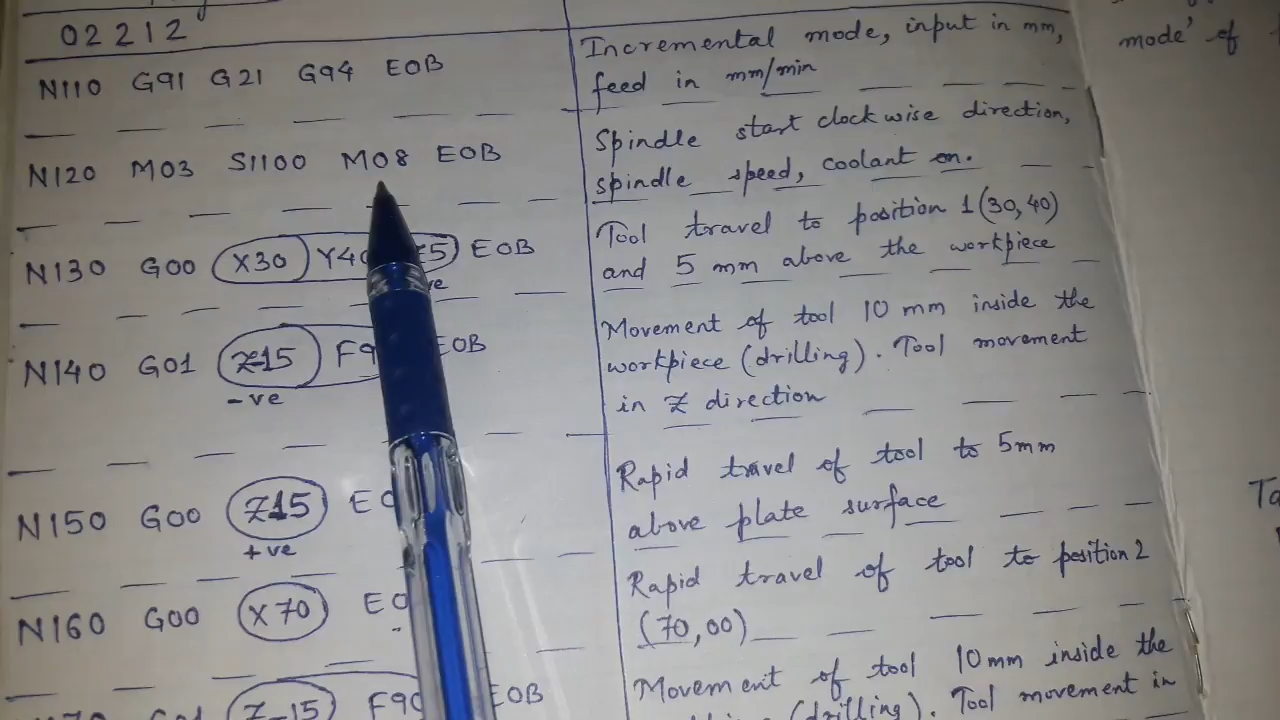 02212
N110 G91 G21 G94 EOB
Incremental mode, input in mm,
feed in mm/min
N120 M03 S1100 M08 EOB
Spindle start clockwise direction,
spindle speed, coolant on.
N130 G00 X30 EOB
Tool travel to position 1(30,40)
and 5 mm above the workpiece
N140 G01 EOB
-ve
Movement of tool 10 mm inside the
workpiece (drilling). Tool movement
in Z direction
N150 G00 Z15
+ve
Rapid travel of tool to 5mm
above plate surface
N160 G00 X70
Rapid travel of tool to position 2
(70,00)
Z-15 EOB
Movement of tool 10mm inside the
(drilling). Tool movement in
mode' of